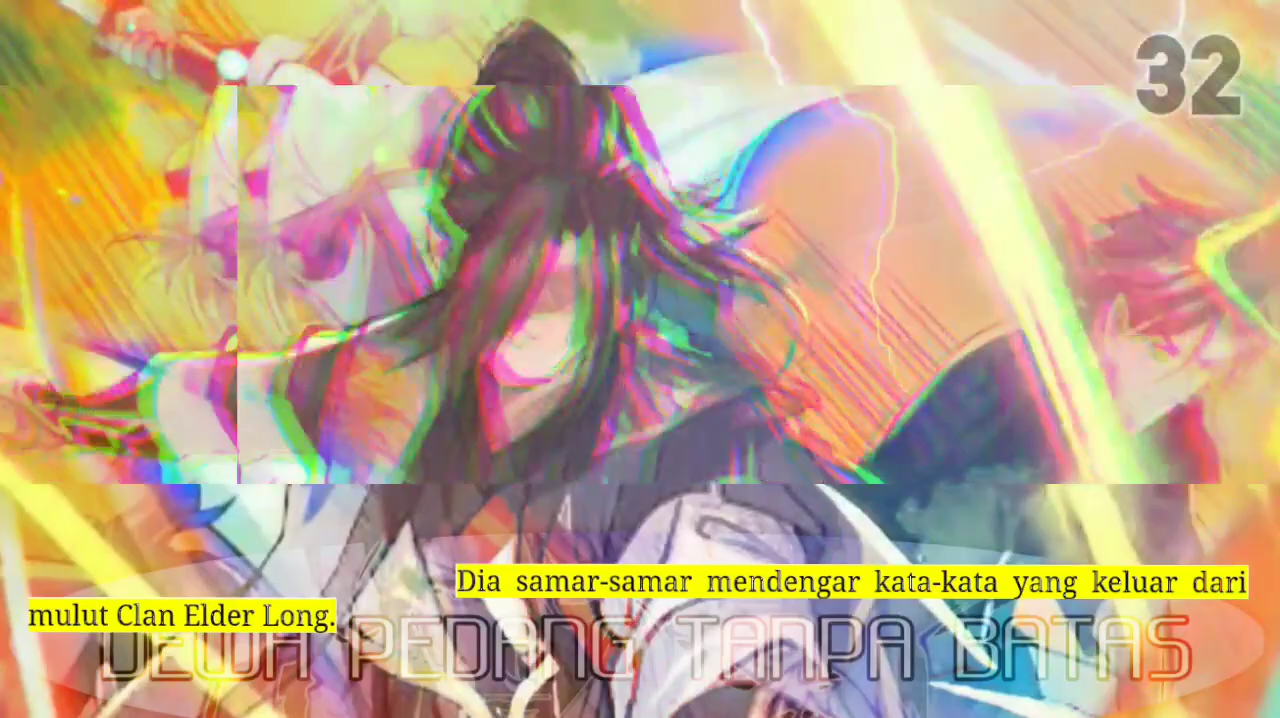 32
Dia samar-samar mendengar kata-kata yang keluar dari
mulut Clan Elder Long.
DEWA PEDANG TANPA BATAS